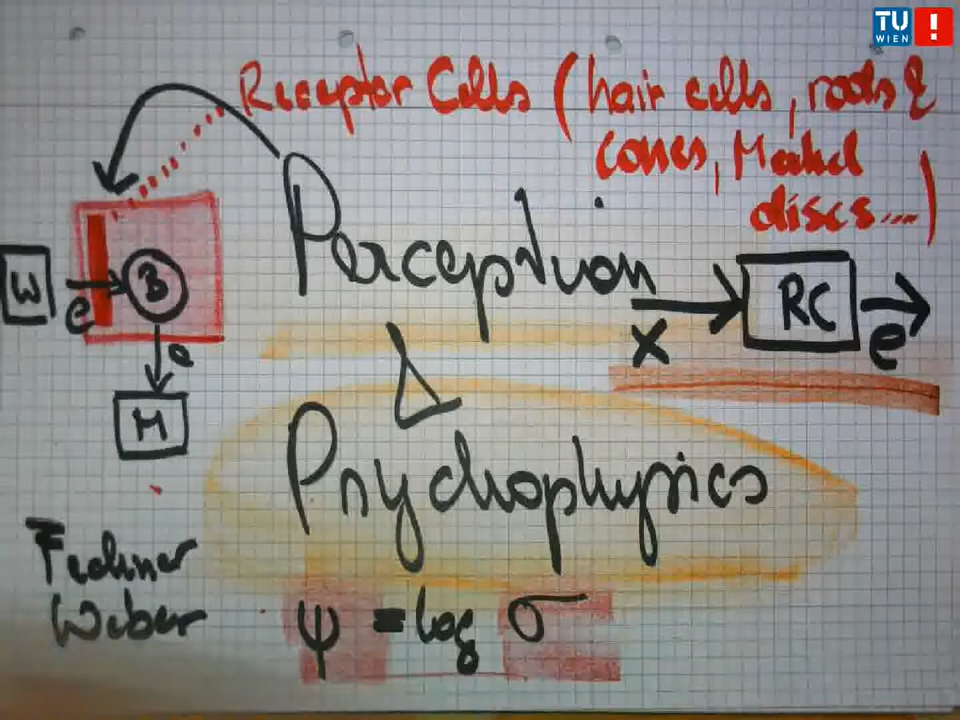 TU
WIEN
!
Receptor Cells (hair cells, rods &
cones, Merkel
discs....)
Perception
W
e
B
e
M
x
RC
e
Psychophysics
Fechner
Weber
ψ = log σ